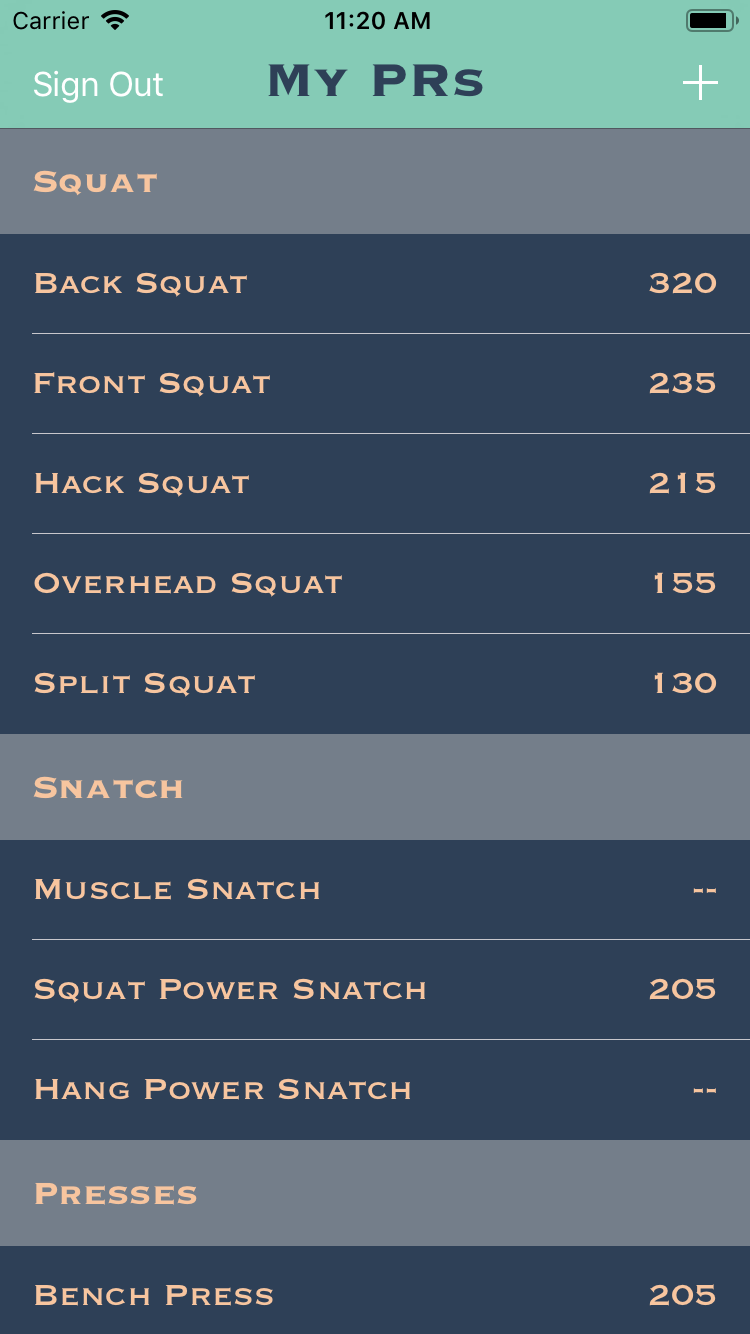 Carrier 11:20 AM
Sign Out My PRs +
Squat
Back Squat 320
Front Squat 235
Hack Squat 215
Overhead Squat 155
Split Squat 130
Snatch
Muscle Snatch --
Squat Power Snatch 205
Hang Power Snatch --
Presses
Bench Press 205